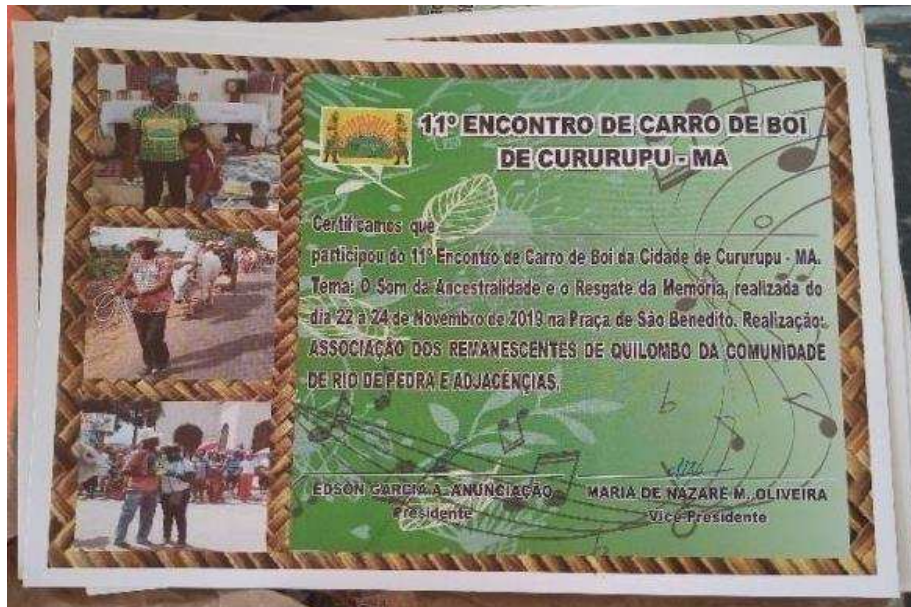 11º ENCONTRO DE CARRO DE BOI
DE CURURUPU - MA
Certificamos que
participou do 11º Encontro de Carro de Boi da Cidade de Cururupu - MA.
Tema: O Som da Ancestralidade e o Resgate da Memória, realizada do
dia 22 a 24 de Novembro de 2019 na Praça de São Benedito. Realização:
ASSOCIAÇÃO DOS REMANESCENTES DE QUILOMBO DA COMUNIDADE
DE RIO DE PEDRA E ADJACÊNÇIAS.
EDSON GARCIA A. ANUNCIAÇÃO
Presidente
MARIA DE NAZARÉ M. OLIVEIRA
Vice-Presidente